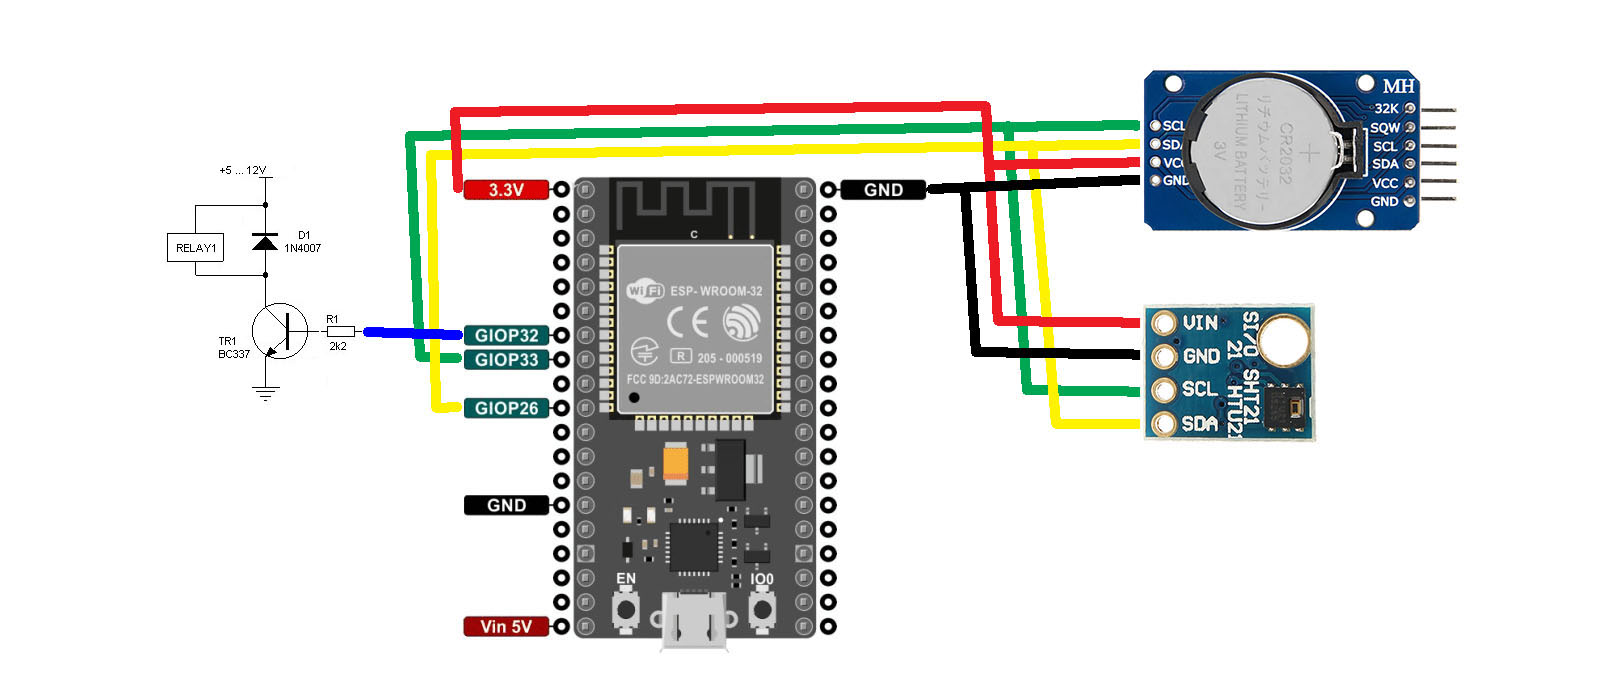 +5 ... 12V
RELAY1
D1
1N4007
TR1
BC337
R1
2k2
3.3V
GIOP32
GIOP33
GIOP26
GND
Vin 5V
GND
C
WiFi
ESP- WROOM-32
CE
R
205 - 000519
FCC 9D:2AC72-ESPWROOM32
EN
IO0
MH
32K
SQW
SCL
SDA
VCC
GND
SCL
SDA
VCC
GND
CR2032
リチウムバッテリー
LITHIUM BATTERY
3V
+
VIN
GND
SCL
SDA
SI70
21
SHT21
HTU21